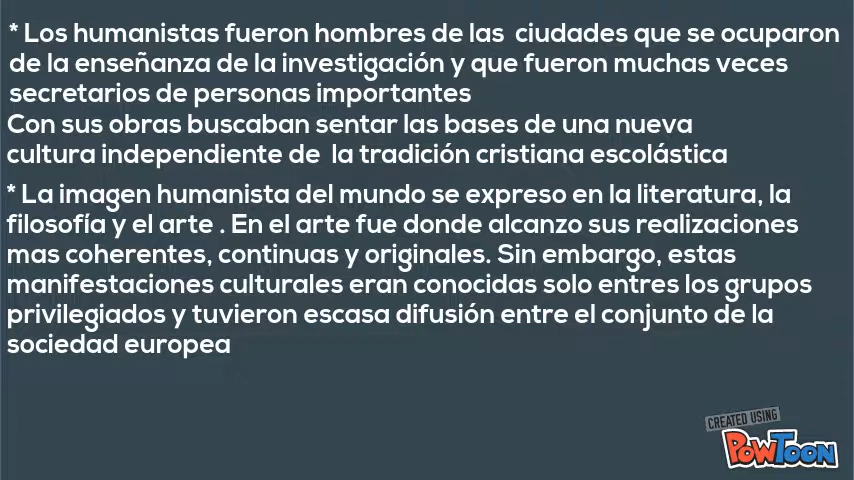 * Los humanistas fueron hombres de las ciudades que se ocuparon
de la enseñanza de la investigación y que fueron muchas veces
secretarios de personas importantes
Con sus obras buscaban sentar las bases de una nueva
cultura independiente de la tradición cristiana escolástica
* La imagen humanista del mundo se expreso en la literatura, la
filosofía y el arte . En el arte fue donde alcanzo sus realizaciones
mas coherentes, continuas y originales. Sin embargo, estas
manifestaciones culturales eran conocidas solo entres los grupos
privilegiados y tuvieron escasa difusión entre el conjunto de la
sociedad europea
CREATED USING
POWTOON